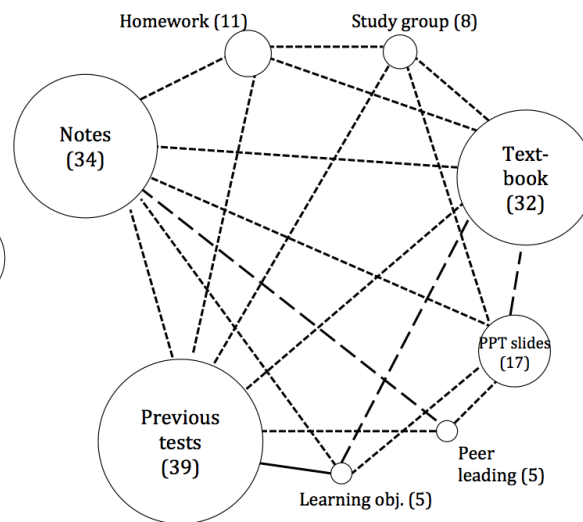 Homework (11)
Study group (8)
Notes
(34)
Text-
book
(32)
PPT slides
(17)
Previous
tests
(39)
Peer
leading (5)
Learning obj. (5)